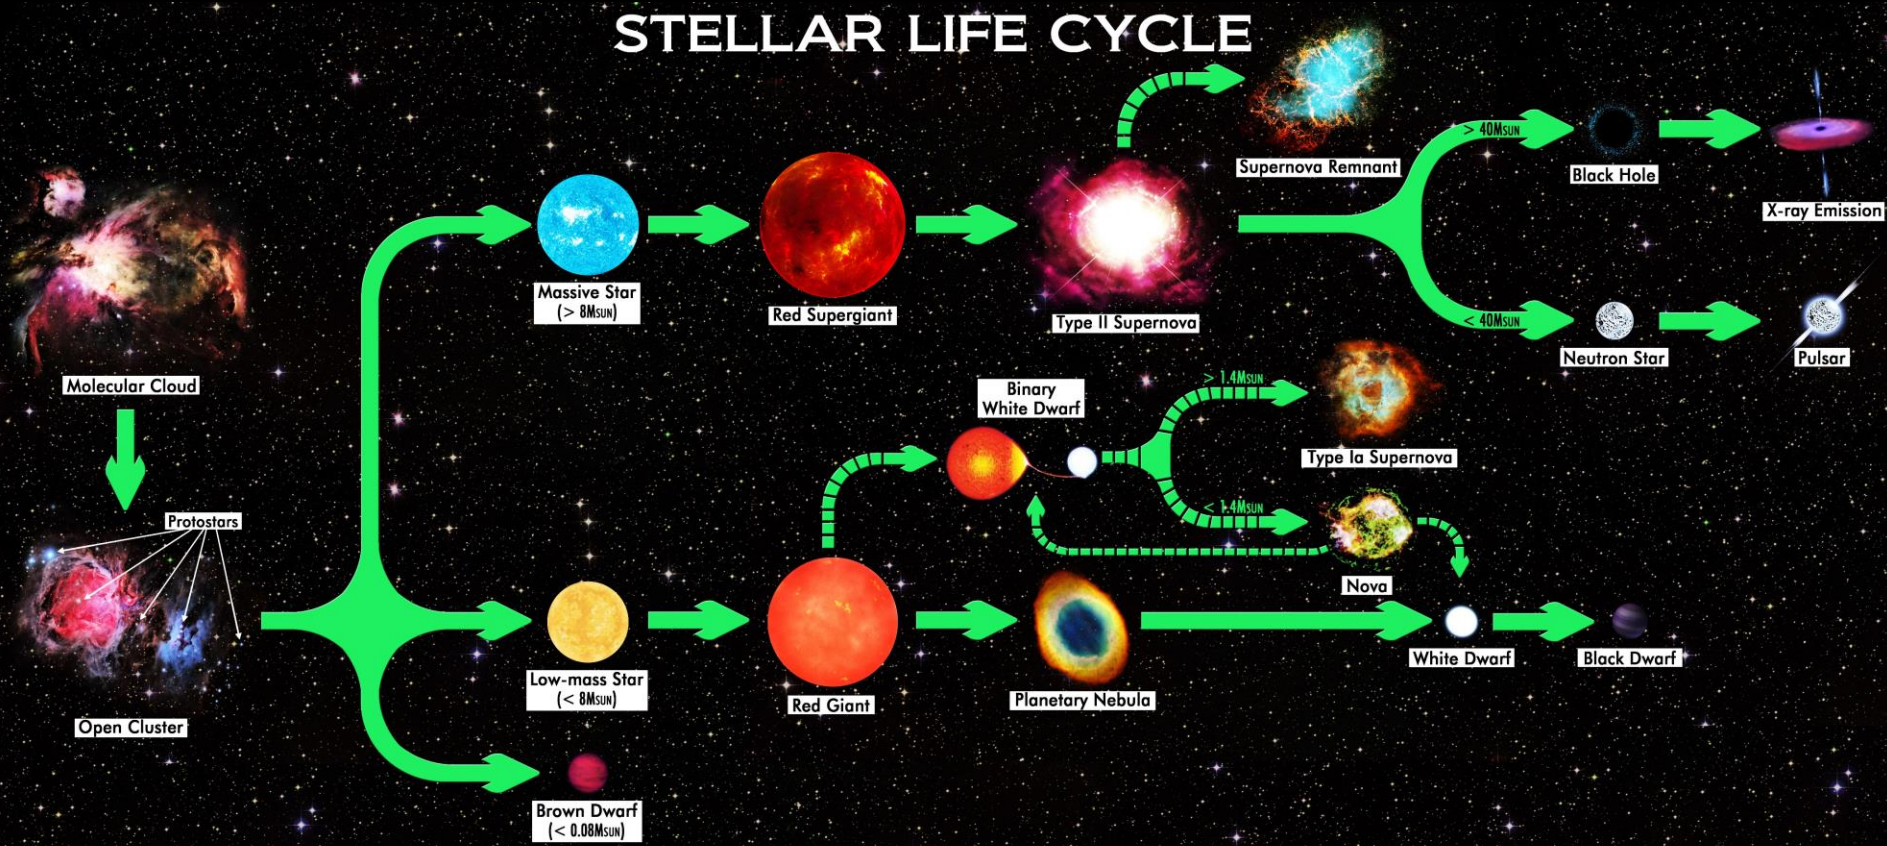 STELLAR LIFE CYCLE
Supernova Remnant
> 40MSUN
Black Hole
X-ray Emission
Massive Star
(> 8MSUN)
Red Supergiant
Type II Supernova
< 40MSUN
Neutron Star
Pulsar
Molecular Cloud
Binary
White Dwarf
> 1.4MSUN
Type Ia Supernova
< 1.4MSUN
Nova
Protostars
Open Cluster
Low-mass Star
(< 8MSUN)
Red Giant
Planetary Nebula
White Dwarf
Black Dwarf
Brown Dwarf
(< 0.08MSUN)